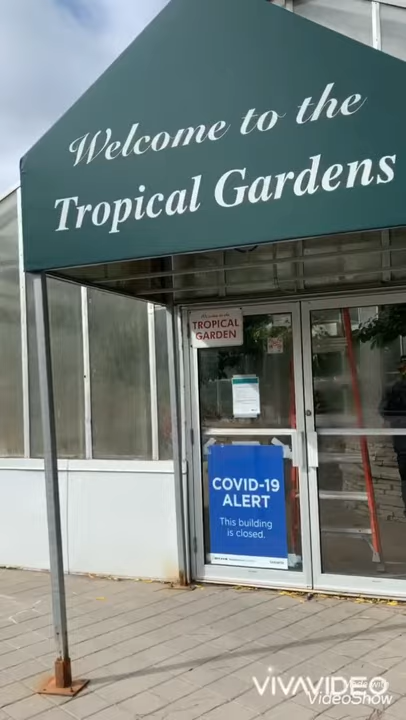 Welcome to the
Tropical Gardens
TROPICAL
GARDEN
COVID-19
ALERT
This building
is closed.
VIVAVIDEO
VideoShow